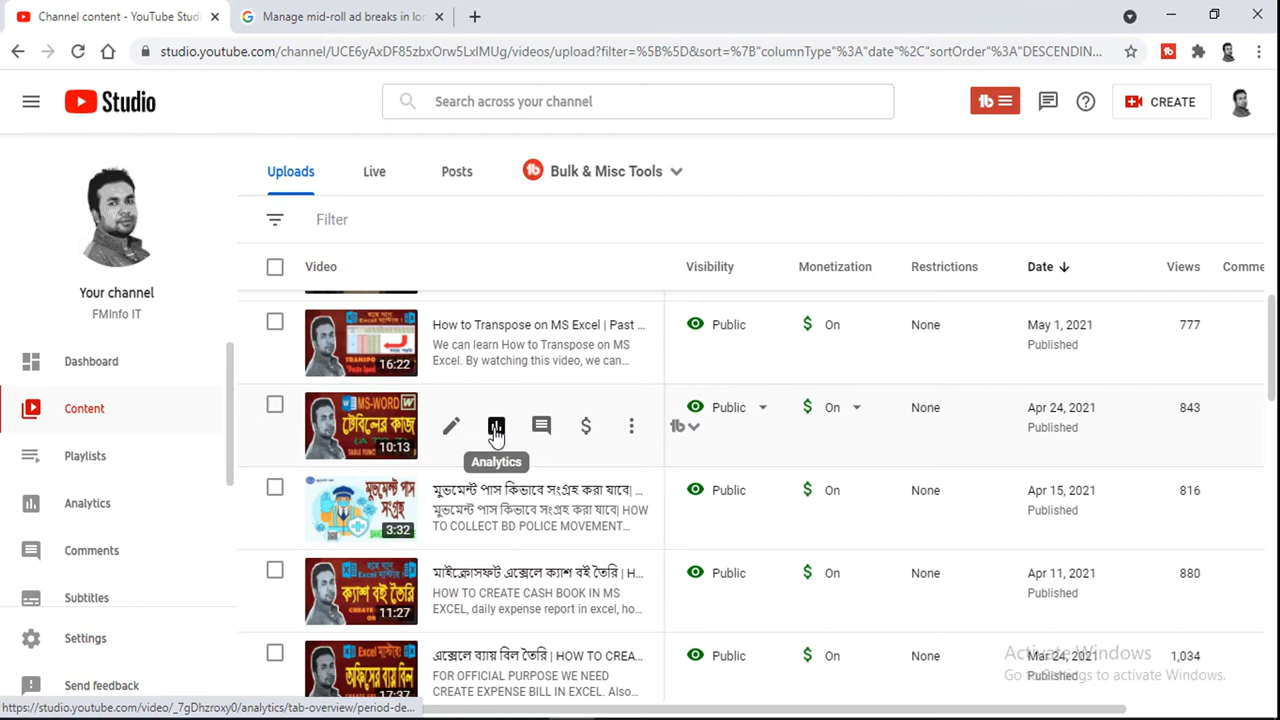 Channel content - YouTube Studi
Manage mid-roll ad breaks in lor
studio.youtube.com/channel/UCE6yAxDF85zbxOrw5LxlMUg/videos/upload?filter=%5B%5D&sort=%7B"columnType"%3A"date"%2C"sortOrder"%3A"DESCENDIN...
Studio
Search across your channel
CREATE
Your channel
FMInfo IT
Dashboard
Content
Playlists
Analytics
Comments
Subtitles
Settings
Send feedback
Uploads Live Posts Bulk & Misc Tools
Filter
Video Visibility Monetization Restrictions Date Views Comme
16:22
How to Transpose on MS Excel | Past ...
We can learn How to Transpose on MS
Excel. By watching this video, we can...
Public On None May 1, 2021 777
Published
MS-WORD
টেবিলের কাজ
10:13
Analytics
Public On None Apr 24, 2021 843
Published
মুভমেন্ট পাস
সংগ্রহ
3:32
মুভমেন্ট পাস কিভাবে সংগ্রহ করা যাবে| ...
মুভমেন্ট পাস কিভাবে সংগ্রহ করা যাবে| HOW
TO COLLECT BD POLICE MOVEMENT...
Public On None Apr 15, 2021 816
Published
ক্যাশ বই তৈরি
11:27
মাইক্রোসফট এক্সেলে ক্যাশ বই তৈরি | H...
HOW TO CREATE CASH BOOK IN MS
EXCEL, daily expense report in excel, ho...
Public On None Apr 11, 2021 880
Published
অফিসের ব্যয় বিল
17:37
এক্সেলে ব্যায় বিল তৈরি | HOW TO CREA...
FOR OFFICIAL PURPOSE WE NEED
CREATE EXPENSE BILL IN EXCEL. Also...
Public On None Mar 24, 2021 1,034
Published
Activate Windows
Go to Settings to activate Windows.
https://studio.youtube.com/video/_7gDhzroxy0/analytics/tab-overview/period-de...